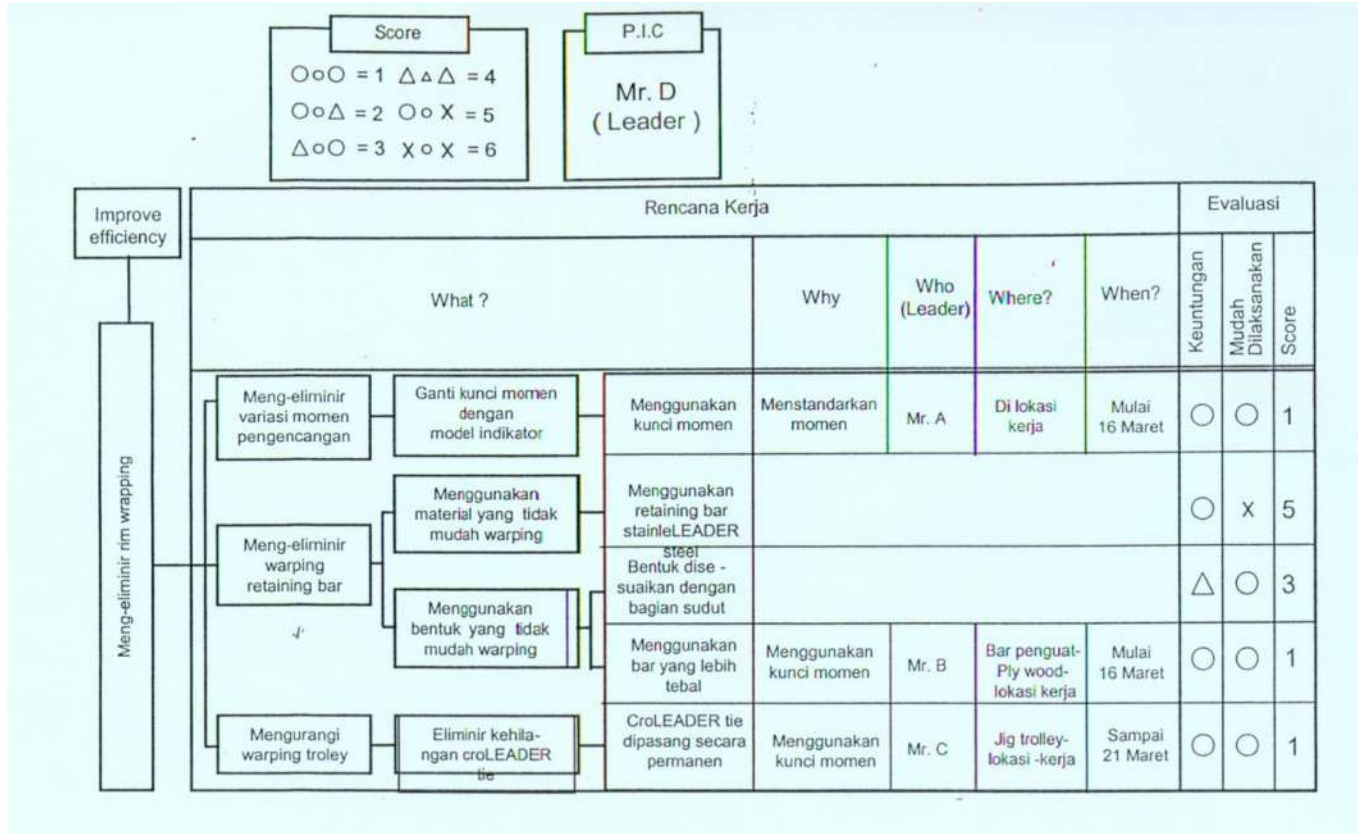 Score
○○○ = 1 △△△ = 4
○○△ = 2 ○○X = 5
△○○ = 3 X○X = 6
P.I.C
Mr. D
( Leader )
Improve
efficiency
Meng-eliminir rim wrapping
Rencana Kerja
Evaluasi
What ?
Why
Who
(Leader)
Where?
When?
Keuntungan
Mudah
Dilaksanakan
Score
Meng-eliminir
variasi momen
pengencangan
Ganti kunci momen
dengan
model indikator
Menggunakan
kunci momen
Menstandarkan
momen
Mr. A
Di lokasi
kerja
Mulai
16 Maret
○ ○ 1
Meng-eliminir
warping
retaining bar
Menggunakan
material yang tidak
mudah warping
Menggunakan
retaining bar
stainleLEADER
steel
○ X 5
Menggunakan
bentuk yang tidak
mudah warping
Bentuk dise -
suaikan dengan
bagian sudut
△ ○ 3
Menggunakan
bar yang lebih
tebal
Menggunakan
kunci momen
Mr. B
Bar penguat-
Ply wood-
lokasi kerja
Mulai
16 Maret
○ ○ 1
Mengurangi
warping troley
Eliminir kehila-
ngan croLEADER
tie
CroLEADER tie
dipasang secara
permanen
Menggunakan
kunci momen
Mr. C
Jig trolley-
lokasi -kerja
Sampai
21 Maret
○ ○ 1